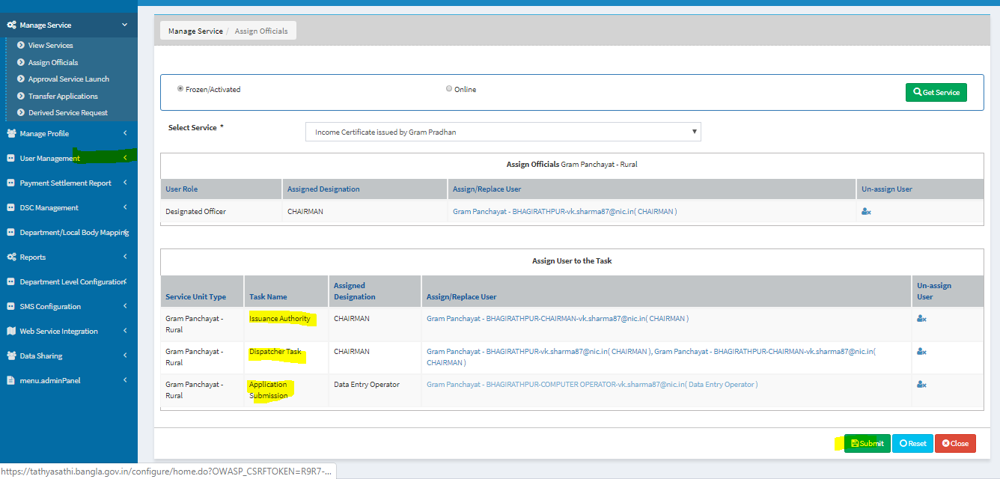 Manage Service
View Services
Assign Officials
Approval Service Launch
Transfer Applications
Derived Service Request
Manage Profile
User Management
Payment Settlement Report
DSC Management
Department/Local Body Mapping
Reports
Department Level Configuration
SMS Configuration
Web Service Integration
Data Sharing
menu.adminPanel
Manage Service / Assign Officials
Frozen/Activated Online Get Service
Select Service *
Income Certificate issued by Gram Pradhan
Assign Officials Gram Panchayat - Rural
User Role Assigned Designation Assign/Replace User Un-assign User
Designated Officer CHAIRMAN Gram Panchayat - BHAGIRATHPUR-vk.sharma87@nic.in( CHAIRMAN )
Assign User to the Task
Service Unit Type Task Name Assigned Designation Assign/Replace User Un-assign User
Gram Panchayat - Issuance Authority CHAIRMAN Gram Panchayat - BHAGIRATHPUR-CHAIRMAN-vk.sharma87@nic.in( CHAIRMAN )
Rural
Gram Panchayat - Dispatcher Task CHAIRMAN Gram Panchayat - BHAGIRATHPUR-vk.sharma87@nic.in( CHAIRMAN ), Gram Panchayat - BHAGIRATHPUR-CHAIRMAN-vk.sharma87@nic.in(
Rural CHAIRMAN )
Gram Panchayat - Application Data Entry Operator Gram Panchayat - BHAGIRATHPUR-COMPUTER OPERATOR-vk.sharma87@nic.in( Data Entry Operator )
Rural Submission
Submit Reset Close
https://tathyasathi.bangla.gov.in/configure/home.do?OWASP_CSRFTOKEN=R9R7-...